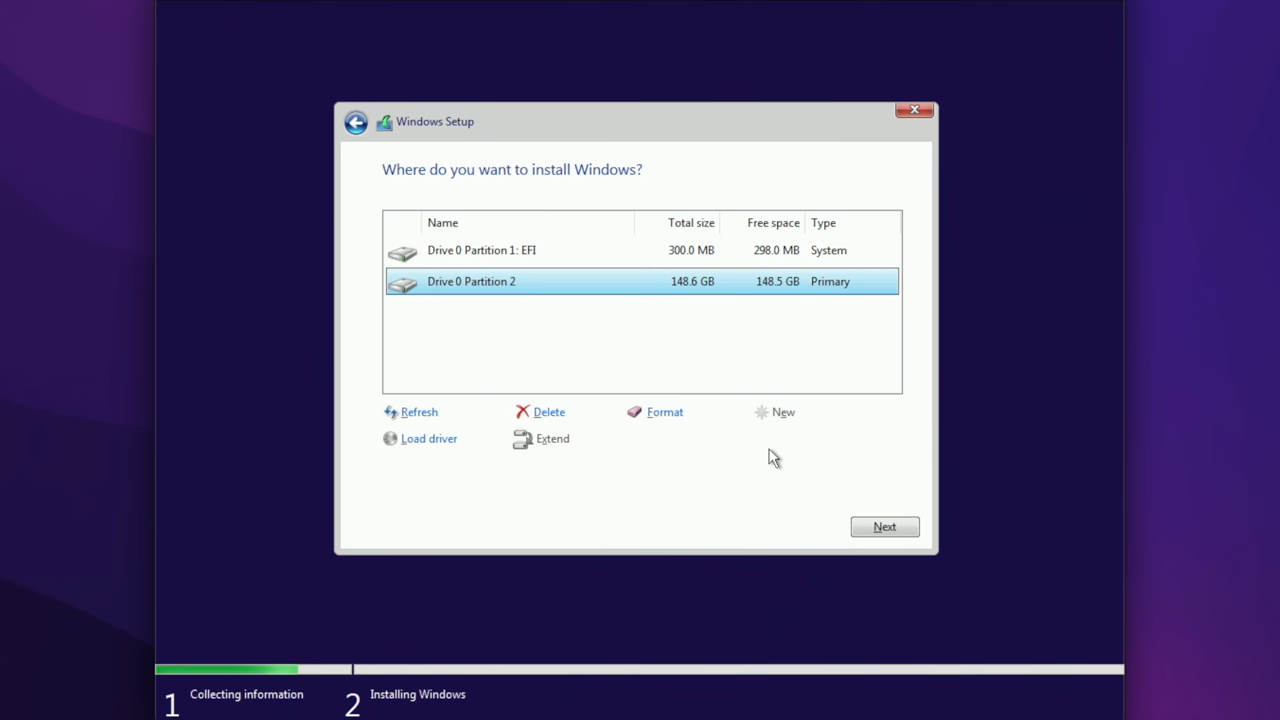 Windows Setup
Where do you want to install Windows?
Name Total size Free space Type
Drive 0 Partition 1: EFI 300.0 MB 298.0 MB System
Drive 0 Partition 2 148.6 GB 148.5 GB Primary
Refresh Delete Format New
Load driver Extend
Next
1 Collecting information 2 Installing Windows